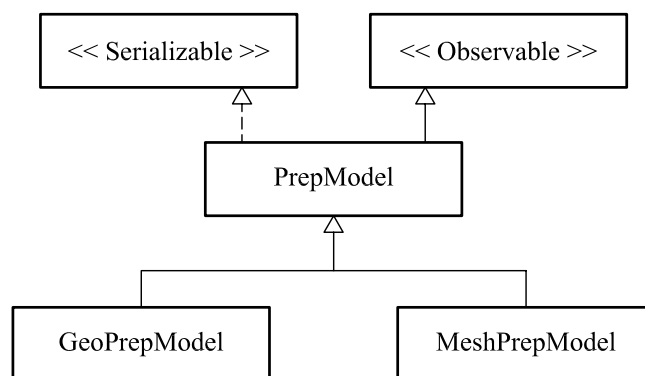 << Serializable >>
<< Observable >>
PrepModel
GeoPrepModel
MeshPrepModel